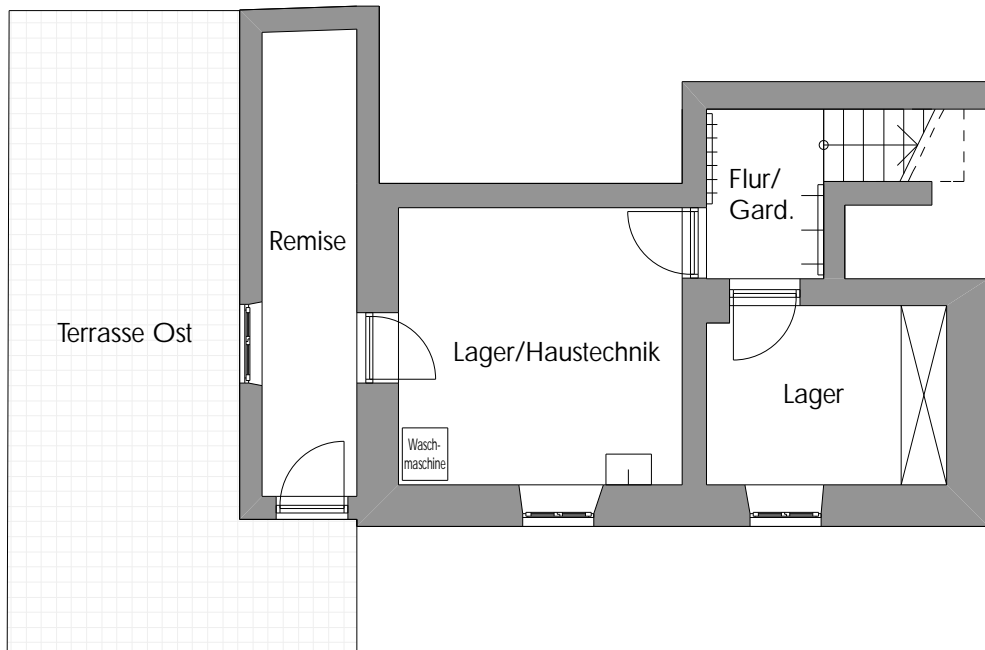 Flur/
Gard.
Remise
Terrasse Ost
Lager/Haustechnik
Lager
Wasch-
maschine